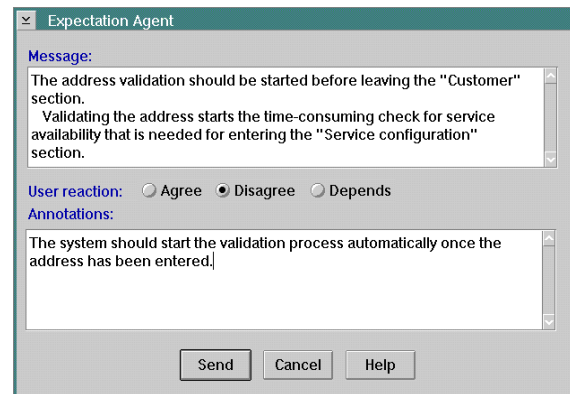 Expectation Agent
Message:
The address validation should be started before leaving the "Customer"
section.
Validating the address starts the time-consuming check for service
availability that is needed for entering the "Service configuration"
section.
User reaction: Agree Disagree Depends
Annotations:
The system should start the validation process automatically once the
address has been entered.
Send Cancel Help